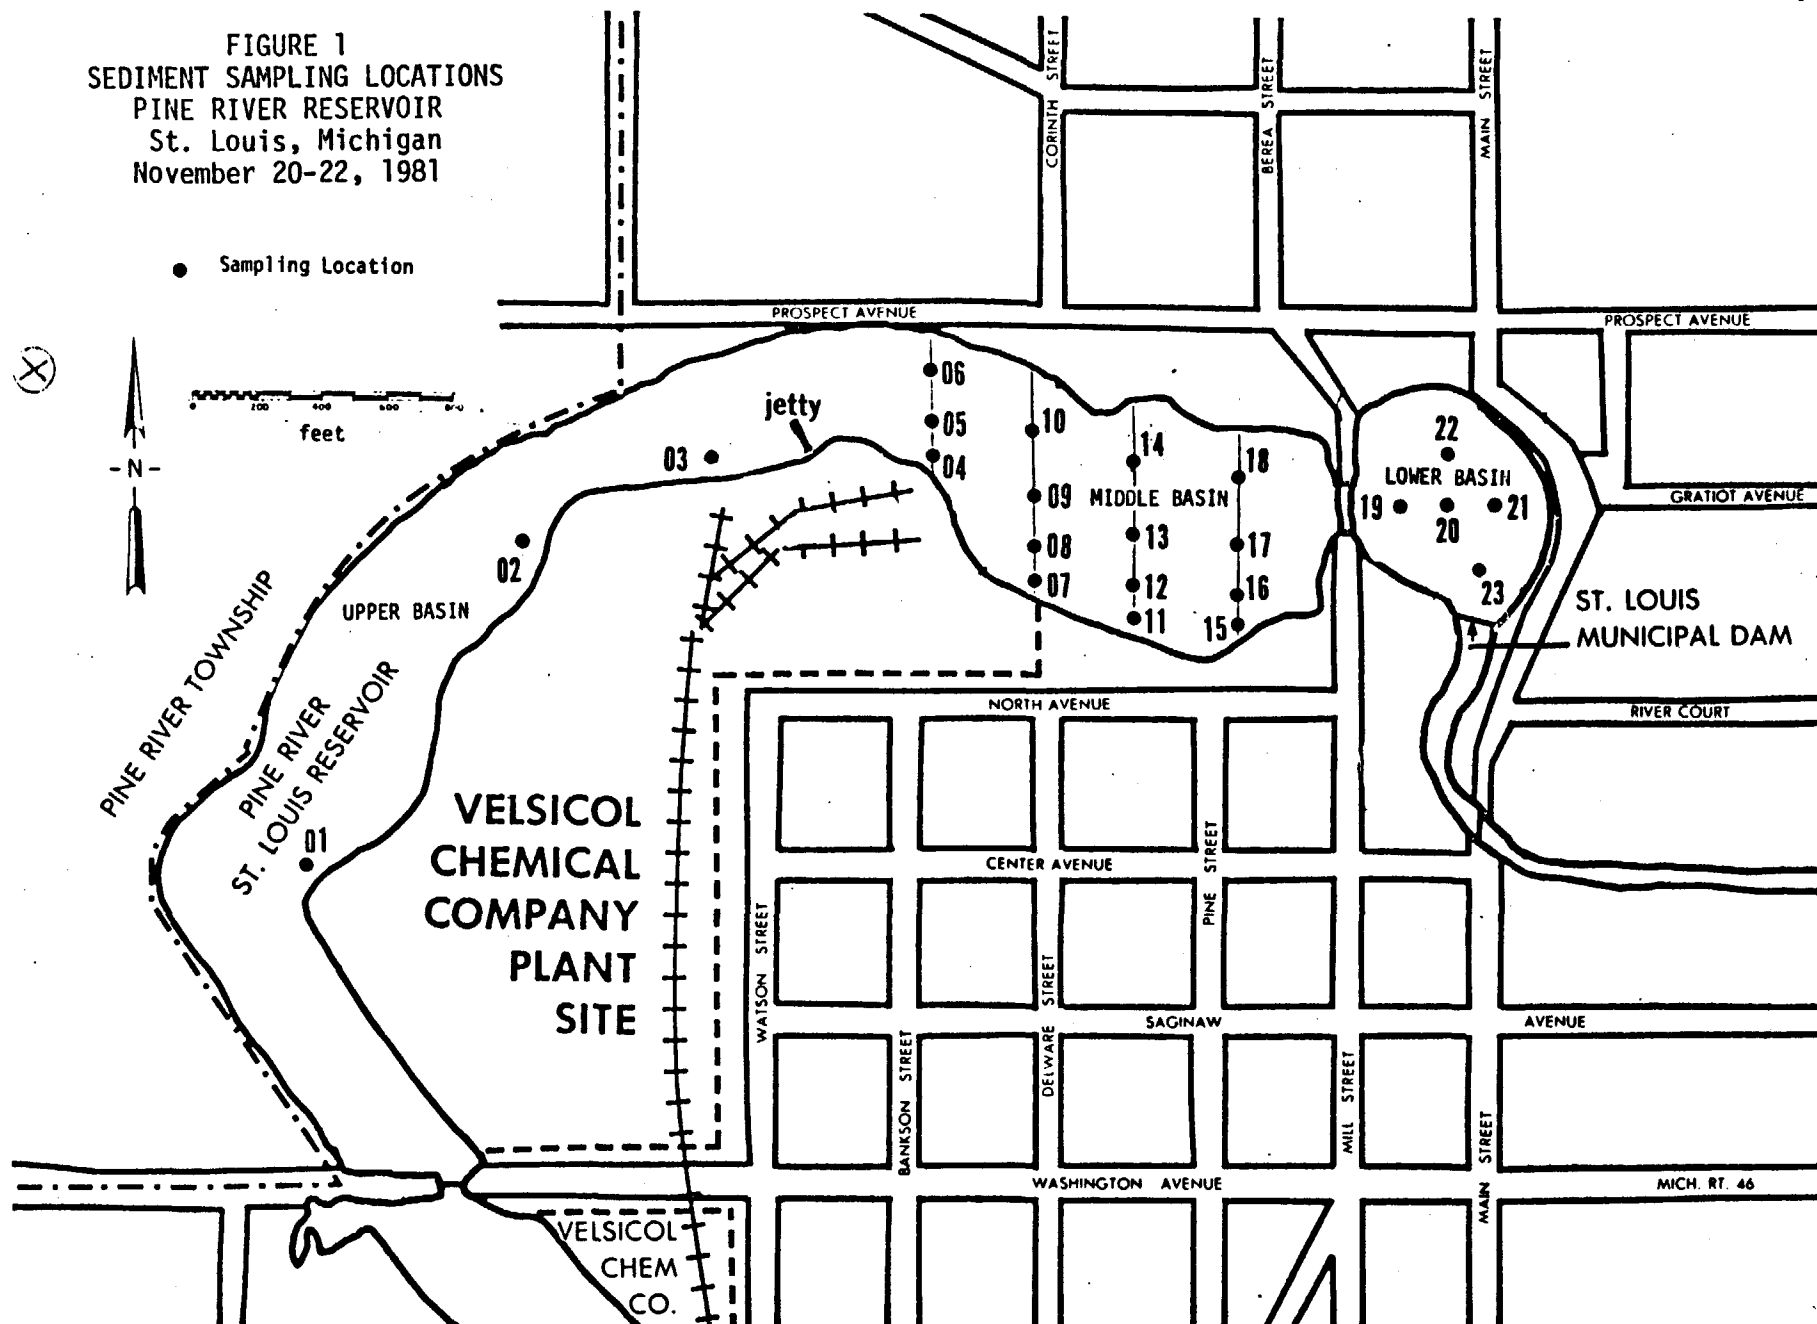 FIGURE 1
SEDIMENT SAMPLING LOCATIONS
PINE RIVER RESERVOIR
St. Louis, Michigan
November 20-22, 1981
Sampling Location
0 200 400 600 800
feet
-N-
CORINTH STREET
BEREA STREET
MAIN STREET
PROSPECT AVENUE
PROSPECT AVENUE
jetty
06
05
04
03
02
01
10
09
08
07
14
13
12
11
18
17
16
15
MIDDLE BASIN
22
LOWER BASIN
19
20
21
23
GRATIOT AVENUE
ST. LOUIS
MUNICIPAL DAM
UPPER BASIN
PINE RIVER TOWNSHIP
PINE RIVER
ST. LOUIS RESERVOIR
NORTH AVENUE
RIVER COURT
VELSICOL
CHEMICAL
COMPANY
PLANT
SITE
CENTER AVENUE
PINE STREET
WATSON STREET
DELWARE STREET
SAGINAW AVENUE
BANKSON STREET
MILL STREET
MAIN STREET
WASHINGTON AVENUE
MICH. RT. 46
VELSICOL
CHEM
CO.